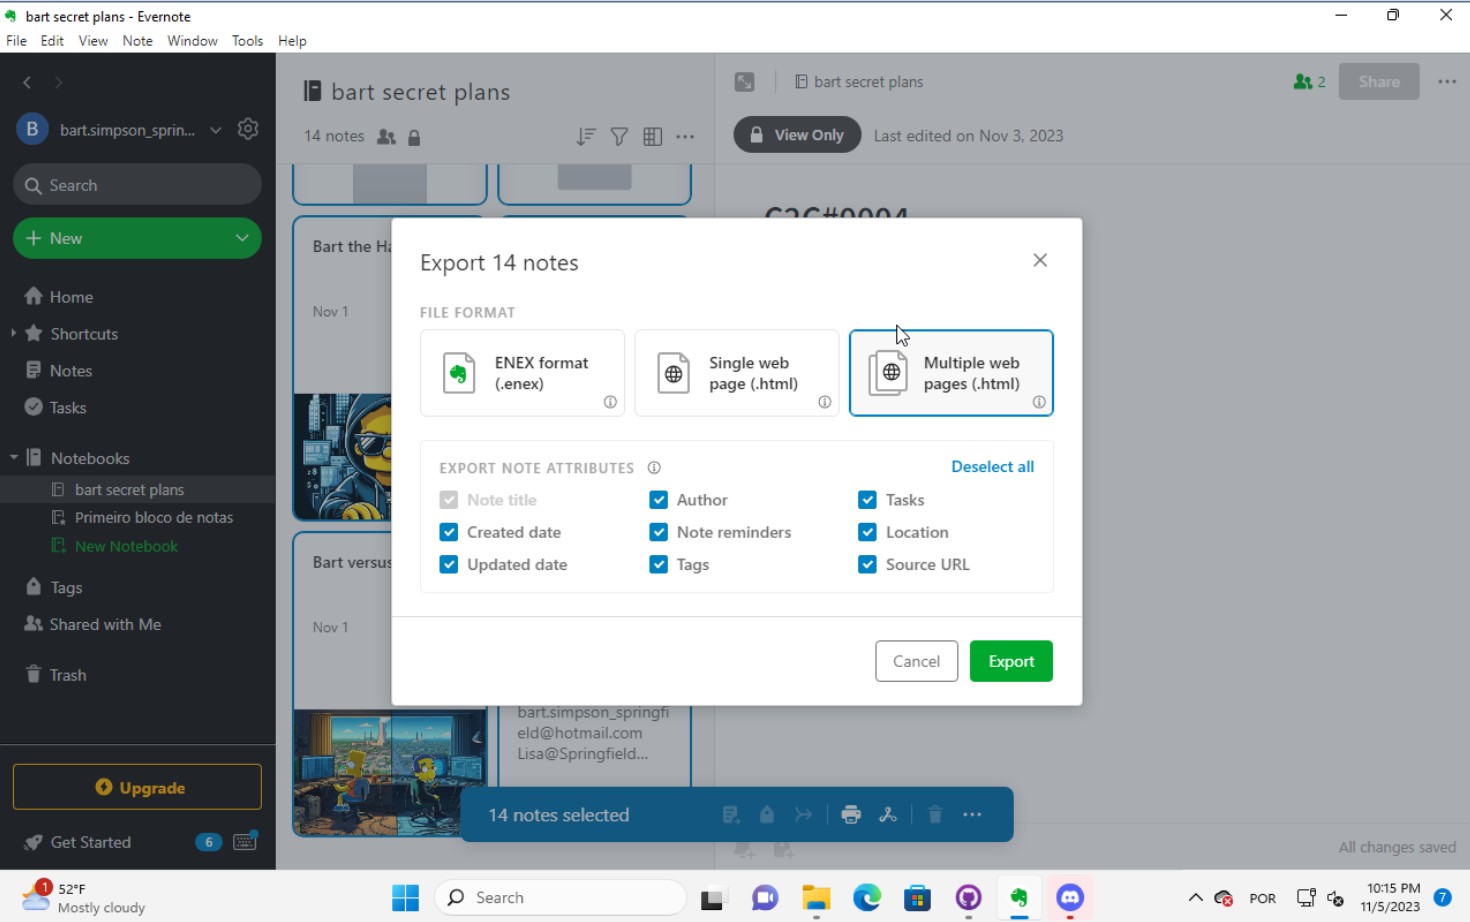 bart secret plans - Evernote
File Edit View Note Window Tools Help
B bart.simpson_sprin...
Search
New
Home
Shortcuts
Notes
Tasks
Notebooks
bart secret plans
Primeiro bloco de notas
New Notebook
Tags
Shared with Me
Trash
Upgrade
Get Started 6
bart secret plans
14 notes
Bart the Ha
Nov 1
Bart versus
Nov 1
bart.simpson_springfi
eld@hotmail.com
Lisa@Springfield...
bart secret plans
2 Share
View Only Last edited on Nov 3, 2023
C2C#0004
Export 14 notes
FILE FORMAT
ENEX format
(.enex)
Single web
page (.html)
Multiple web
pages (.html)
EXPORT NOTE ATTRIBUTES Deselect all
Note title Author Tasks
Created date Note reminders Location
Updated date Tags Source URL
Cancel Export
14 notes selected
All changes saved
1 52°F
Mostly cloudy
Search
POR
10:15 PM
11/5/2023
7